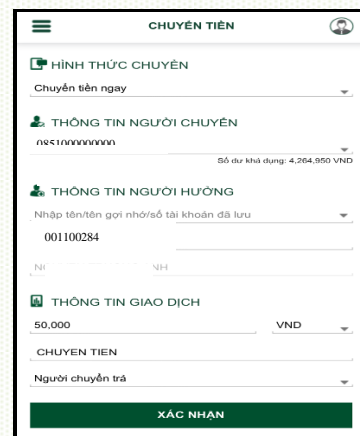 CHUYỂN TIỀN
HÌNH THỨC CHUYỂN
Chuyển tiền ngay
THÔNG TIN NGƯỜI CHUYỂN
085100000000
Số dư khả dụng: 4,264,950 VND
THÔNG TIN NGƯỜI HƯỞNG
Nhập tên/tên gợi nhớ/số tài khoản đã lưu
001100284
THÔNG TIN GIAO DỊCH
50,000 VND
CHUYEN TIEN
Người chuyển trả
XÁC NHẬN